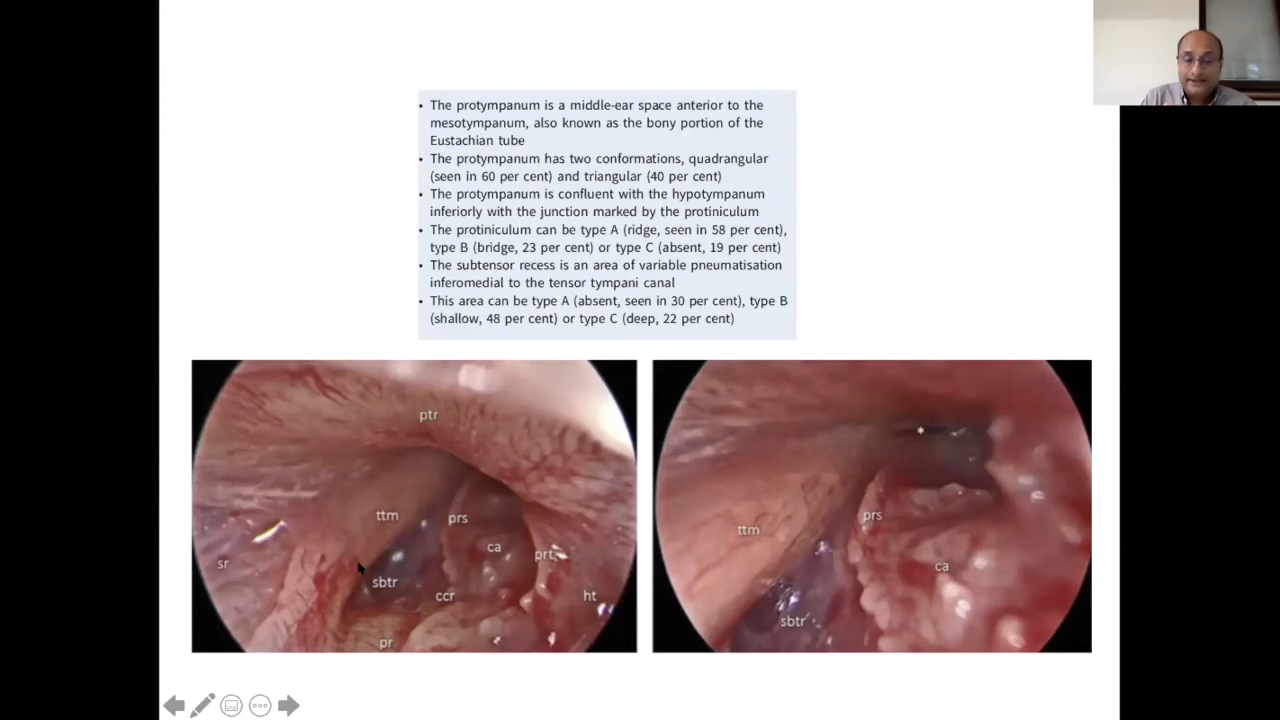 • The protympanum is a middle-ear space anterior to the
mesotympanum, also known as the bony portion of the
Eustachian tube
• The protympanum has two conformations, quadrangular
(seen in 60 per cent) and triangular (40 per cent)
• The protympanum is confluent with the hypotympanum
inferiorly with the junction marked by the protiniculum
• The protiniculum can be type A (ridge, seen in 58 per cent),
type B (bridge, 23 per cent) or type C (absent, 19 per cent)
• The subtensor recess is an area of variable pneumatisation
inferomedial to the tensor tympani canal
• This area can be type A (absent, seen in 30 per cent), type B
(shallow, 48 per cent) or type C (deep, 22 per cent)
ptr
ttm
prs
ca
prt
sr
sbtr
ccr
ht
pr
*
ttm
prs
ca
sbtr